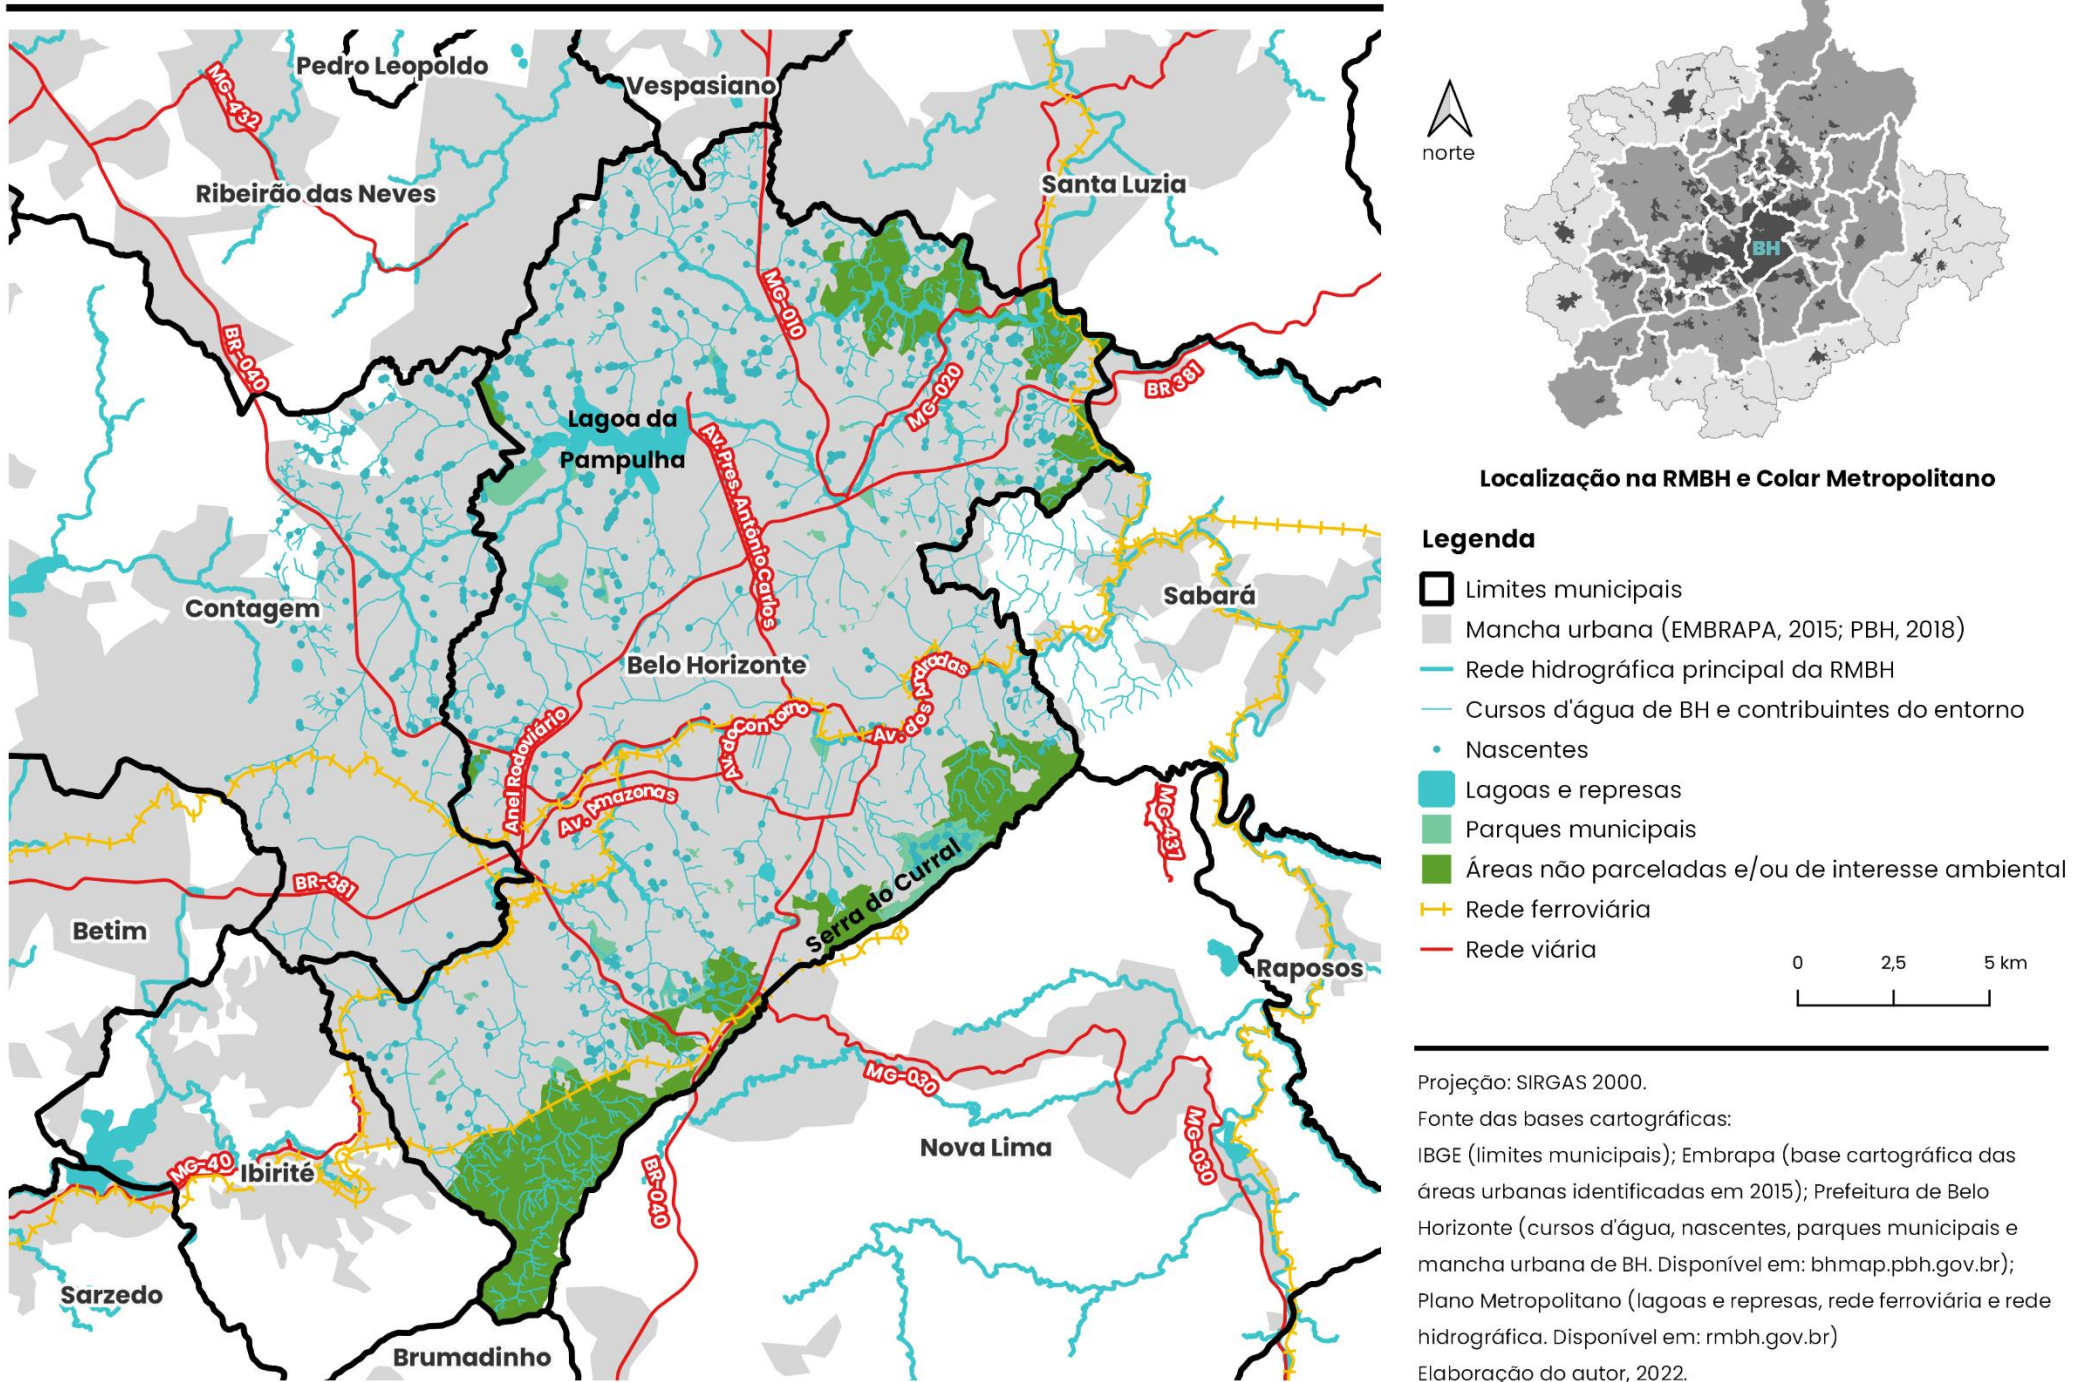 Pedro Leopoldo
Vespasiano
MG-432
Ribeirão das Neves
Santa Luzia
MG-010
BR-040
MG-020
BR 381
Lagoa da
Pampulha
Av. Pres. Antônio Carlos
Contagem
Sabará
Belo Horizonte
Av. dos Andradas
Av. do Contorno
Anel Rodoviário
Av. Amazonas
MG-437
BR-381
Serra do Curral
Betim
Raposos
MG-030
Nova Lima
MG-030
MG-40
Ibirité
BR-040
Sarzedo
Brumadinho
norte
BH
Localização na RMBH e Colar Metropolitano
Legenda
Limites municipais
Mancha urbana (EMBRAPA, 2015; PBH, 2018)
Rede hidrográfica principal da RMBH
Cursos d'água de BH e contribuintes do entorno
Nascentes
Lagoas e represas
Parques municipais
Áreas não parceladas e/ou de interesse ambiental
Rede ferroviária
Rede viária
0 2,5 5 km
Projeção: SIRGAS 2000.
Fonte das bases cartográficas:
IBGE (limites municipais); Embrapa (base cartográfica das
áreas urbanas identificadas em 2015); Prefeitura de Belo
Horizonte (cursos d'água, nascentes, parques municipais e
mancha urbana de BH. Disponível em: bhmap.pbh.gov.br);
Plano Metropolitano (lagoas e represas, rede ferroviária e rede
hidrográfica. Disponível em: rmbh.gov.br)
Elaboração do autor, 2022.